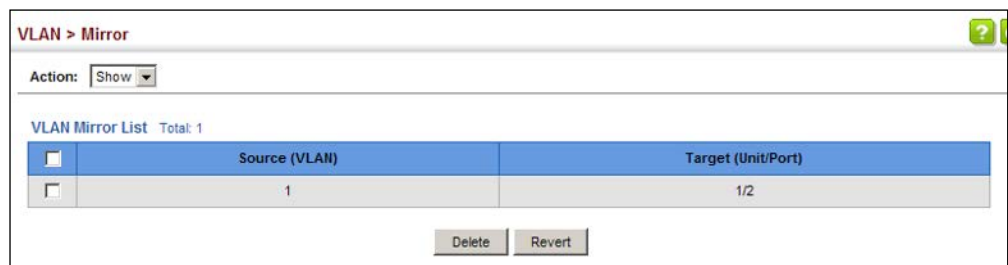 VLAN > Mirror
?
Action: Show
VLAN Mirror List Total: 1
Source (VLAN) Target (Unit/Port)
1 1/2
Delete Revert